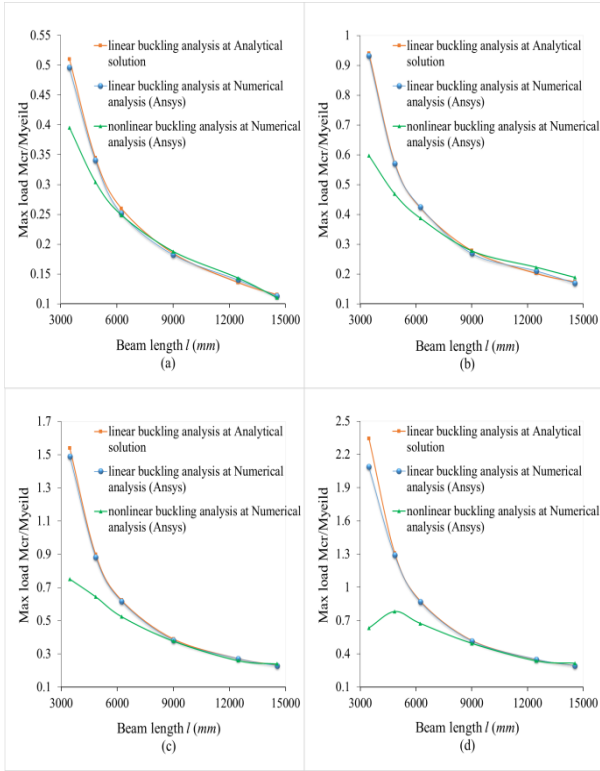 0.55
0.5
0.45
0.4
0.35
0.3
0.25
0.2
0.15
0.1
Max load Mcr/Myeild
linear buckling analysis at Analytical
solution
linear buckling analysis at Numerical
analysis (Ansys)
nonlinear buckling analysis at Numerical
analysis (Ansys)
3000 6000 9000 12000 15000
Beam length l (mm)
(a)
1
0.9
0.8
0.7
0.6
0.5
0.4
0.3
0.2
0.1
Max load Mcr/Myeild
linear buckling analysis at Analytical
solution
linear buckling analysis at Numerical
analysis (Ansys)
nonlinear buckling analysis at Numerical
analysis (Ansys)
3000 6000 9000 12000 15000
Beam length l (mm)
(b)
1.7
1.5
1.3
1.1
0.9
0.7
0.5
0.3
0.1
Max load Mcr/Myeild
linear buckling analysis at Analytical
solution
linear buckling analysis at Numerical
analysis (Ansys)
nonlinear buckling analysis at Numerical
analysis (Ansys)
3000 6000 9000 12000 15000
Beam length l (mm)
(c)
2.5
2.2
1.9
1.6
1.3
1
0.7
0.4
0.1
Max load Mcr/Myeild
linear buckling analysis at Analytical
solution
linear buckling analysis at Numerical
analysis (Ansys)
nonlinear buckling analysis at Numerical
analysis (Ansys)
3000 6000 9000 12000 15000
Beam length l (mm)
(d)